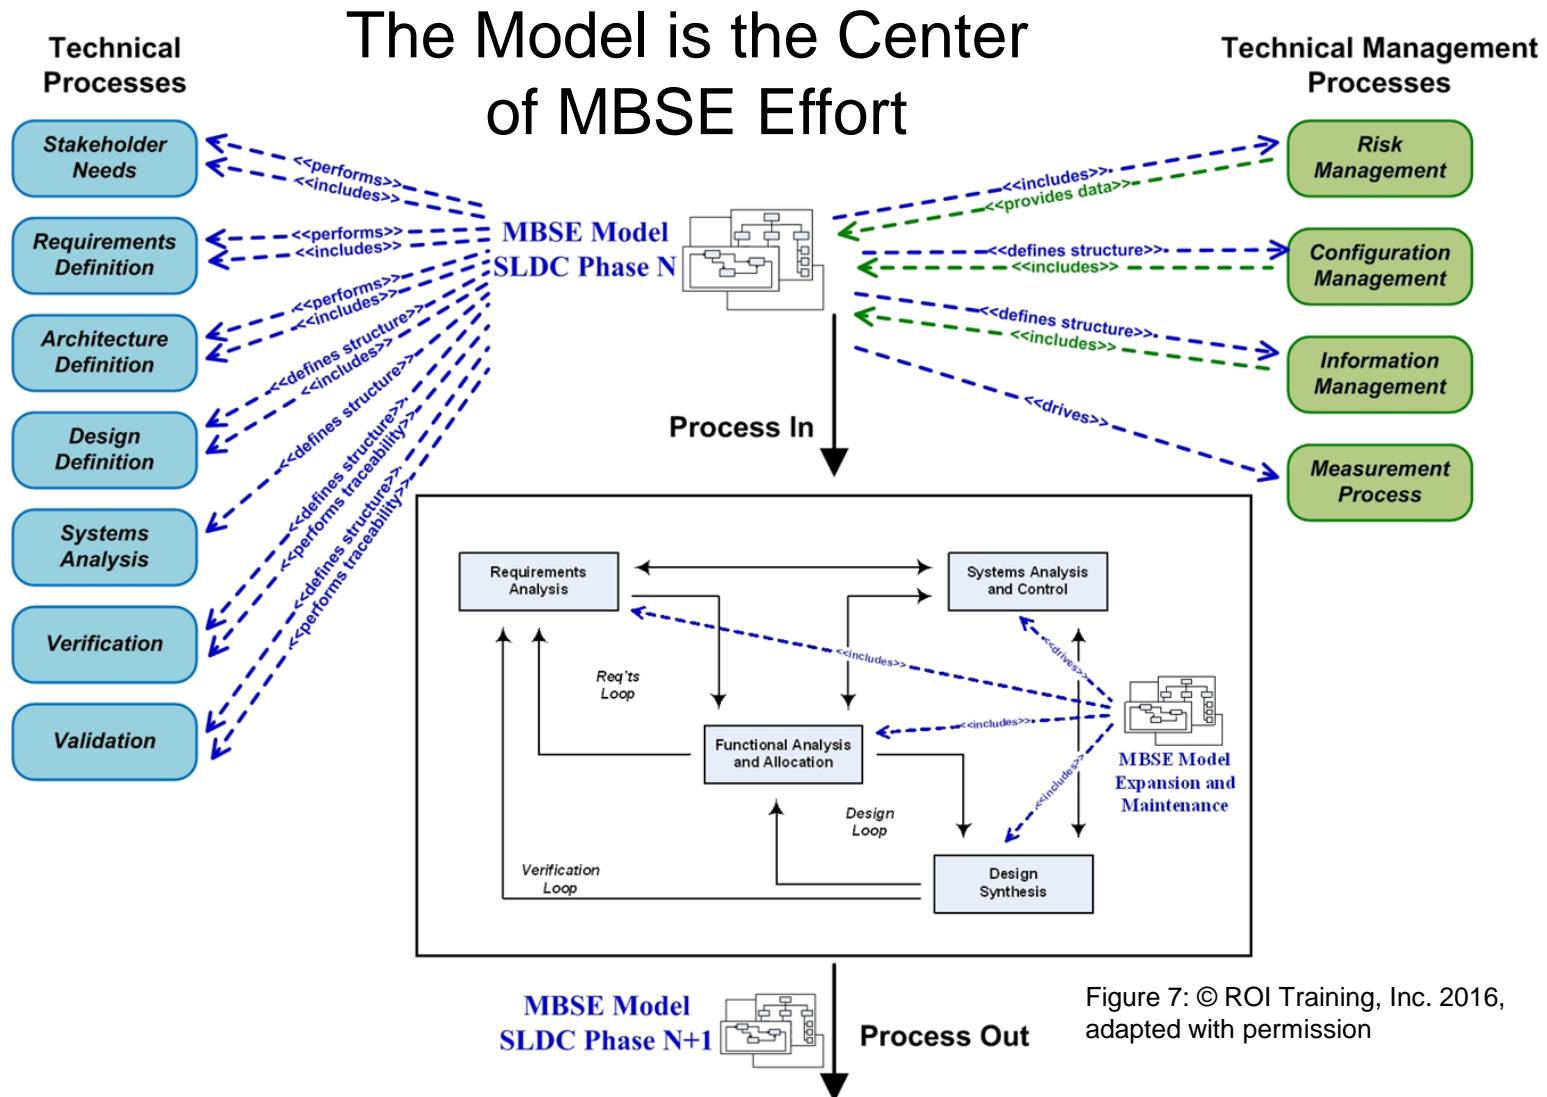 The Model is the Center
of MBSE Effort
Technical
Processes
Stakeholder
Needs
Requirements
Definition
Architecture
Definition
Design
Definition
Systems
Analysis
Verification
Validation
<<performs>>
<<includes>>
<<performs>>
<<includes>>
<<performs>>
<<includes>>
<<defines structure>>
<<includes>>
<<defines structure>>
<<defines structure>>
<<performs traceability>>
<<defines structure>>
<<performs traceability>>
MBSE Model
SLDC Phase N
Technical Management
Processes
Risk
Management
Configuration
Management
Information
Management
Measurement
Process
<<includes>>
<<provides data>>
<<defines structure>>
<<includes>>
<<defines structure>>
<<includes>>
<<drives>>
Process In
Requirements
Analysis
Systems Analysis
and Control
<<includes>>
<<drives>>
Req'ts
Loop
Functional Analysis
and Allocation
<<includes>>
<<includes>>
MBSE Model
Expansion and
Maintenance
Design
Loop
Verification
Loop
Design
Synthesis
MBSE Model
SLDC Phase N+1
Process Out
Figure 7: © ROI Training, Inc. 2016,
adapted with permission